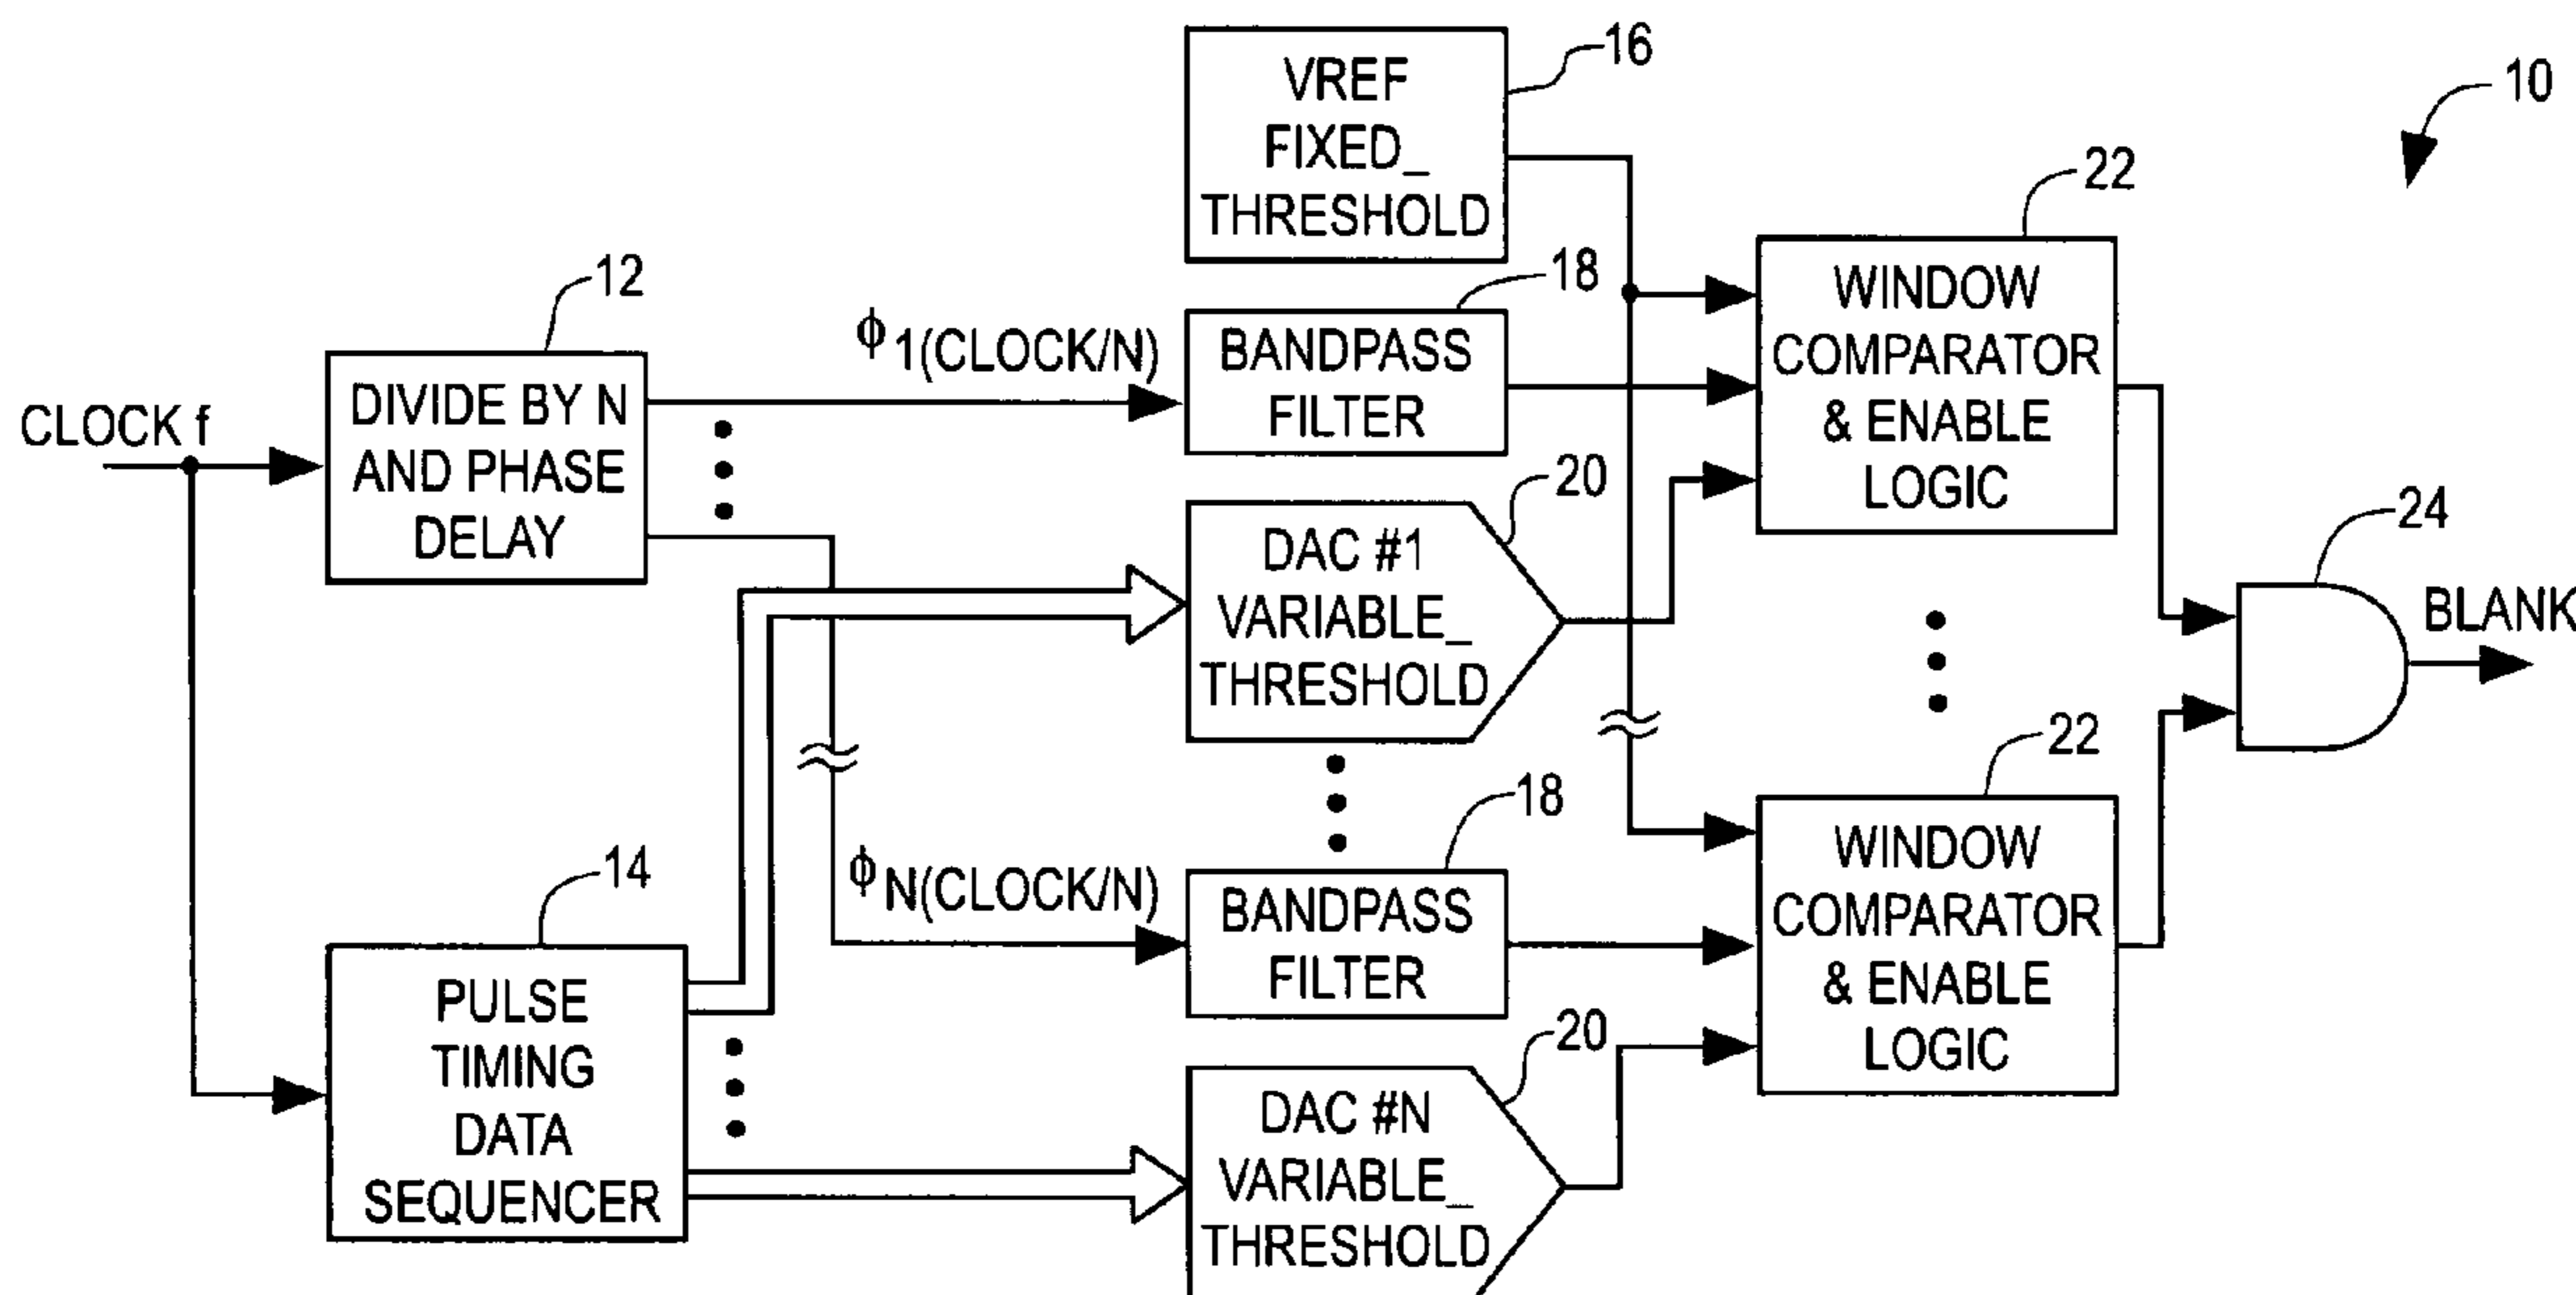 VREF
FIXED_
THRESHOLD
16
10
22
12
18
CLOCK f
DIVIDE BY N
AND PHASE
DELAY
ϕ1(CLOCK/N)
BANDPASS
FILTER
WINDOW
COMPARATOR
& ENABLE
LOGIC
20
DAC #1
VARIABLE_
THRESHOLD
24
BLANK
22
18
14
ϕN(CLOCK/N)
BANDPASS
FILTER
WINDOW
COMPARATOR
& ENABLE
LOGIC
PULSE
TIMING
DATA
SEQUENCER
20
DAC #N
VARIABLE_
THRESHOLD